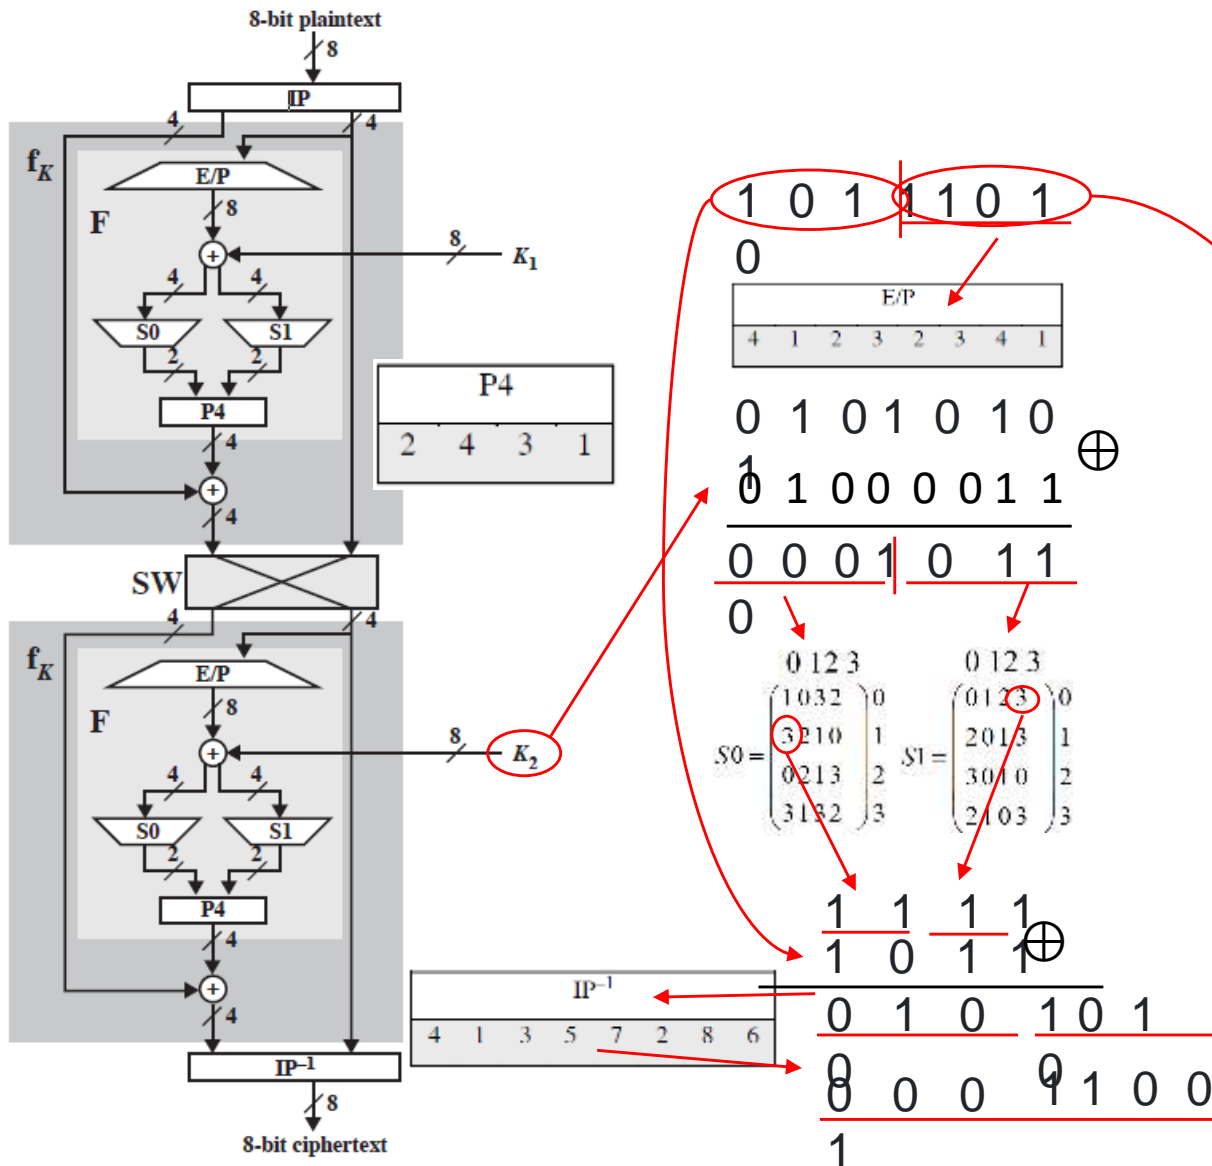 8-bit plaintext
8
IP
4
4
f_K
E/P
8
F
+
8
K₁
4
4
S0
S1
2
2
P4
4
+
4
SW
4
4
f_K
E/P
8
F
+
8
K₂
4
4
S0
S1
2
2
P4
4
+
4
IP⁻¹
8
8-bit ciphertext
P4
2 4 3 1
1 0 1 1 1 0 1
0
E/P
4 1 2 3 2 3 4 1
0 1 0 1 0 1 0
1
⊕
0 1 0 0 0 0 1 1
0 0 0 1 0 1 1
0
0 1 2 3
S0 =
1 0 3 2 0
3 2 1 0 1
0 2 1 3 2
3 1 3 2 3
0 1 2 3
S1 =
0 1 2 3 0
2 0 1 3 1
3 0 1 0 2
2 1 0 3 3
1 1 1 1
1 0 1 1 ⊕
IP⁻¹
4 1 3 5 7 2 8 6
0 1 0 1 0 1
0 0
0 0 0 1 1 0 0
1